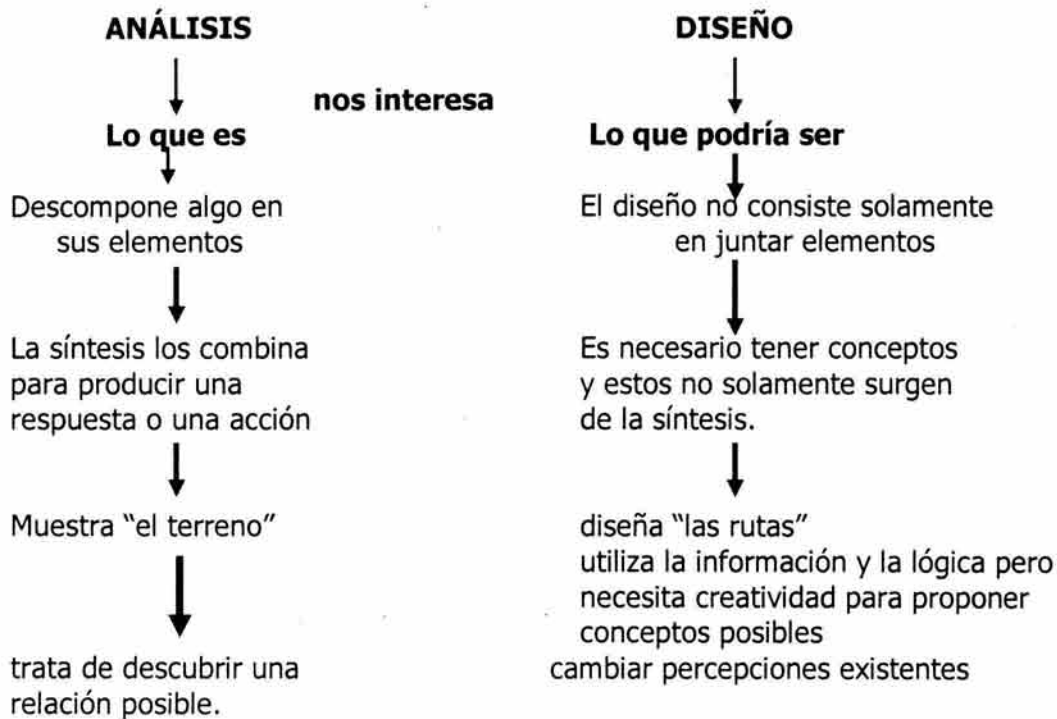 ANÁLISIS
nos interesa
Lo que es
Descompone algo en
sus elementos
La síntesis los combina
para producir una
respuesta o una acción
Muestra "el terreno"
trata de descubrir una
relación posible.
DISEÑO
Lo que podría ser
El diseño no consiste solamente
en juntar elementos
Es necesario tener conceptos
y estos no solamente surgen
de la síntesis.
diseña "las rutas"
utiliza la información y la lógica pero
necesita creatividad para proponer
conceptos posibles
cambiar percepciones existentes